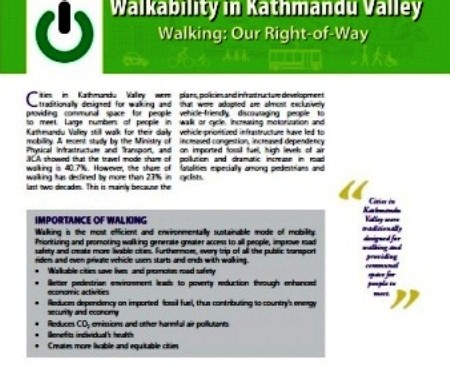 Walkability in Kathmandu Valley
Walking: Our Right-of-Way
Cities in Kathmandu Valley were
traditionally designed for walking and
providing communal space for people
to meet. Large numbers of people in
Kathmandu Valley still walk for their daily
mobility. A recent study by the Ministry of
Physical Infrastructure and Transport, and
JICA showed that the travel mode share of
walking is 40.7%. However, the share of
walking has declined by more than 23% in
last two decades. This is mainly because the
plans, policies and infrastructure development
that were adopted are almost exclusively
vehicle-friendly, discouraging people to
walk or cycle. Increasing motorization and
vehicle-prioritized infrastructure have led to
increased congestion, increased dependency
on imported fossil fuel, high levels of air
pollution and dramatic increase in road
fatalities especially among pedestrians and
cyclists.
“
Cities in
Kathmandu
Valley were
traditionally
designed for
walking and
providing
communal
space for
people to
meet.
”
IMPORTANCE OF WALKING
Walking is the most efficient and environmentally sustainable mode of mobility.
Prioritizing and promoting walking generate greater access to all people, improve road
safety and create more livable cities. Furthermore, every trip of all the public transport
riders and even private vehicle users starts and ends with walking.
• Walkable cities save lives and promotes road safety
• Better pedestrian environment leads to poverty reduction through enhanced
economic activities
• Reduces dependency on imported fossil fuel, thus contributing to country's energy
security and economy
• Reduces CO₂ emissions and other harmful air pollutants
• Benefits individual's health
• Creates more livable and equitable cities